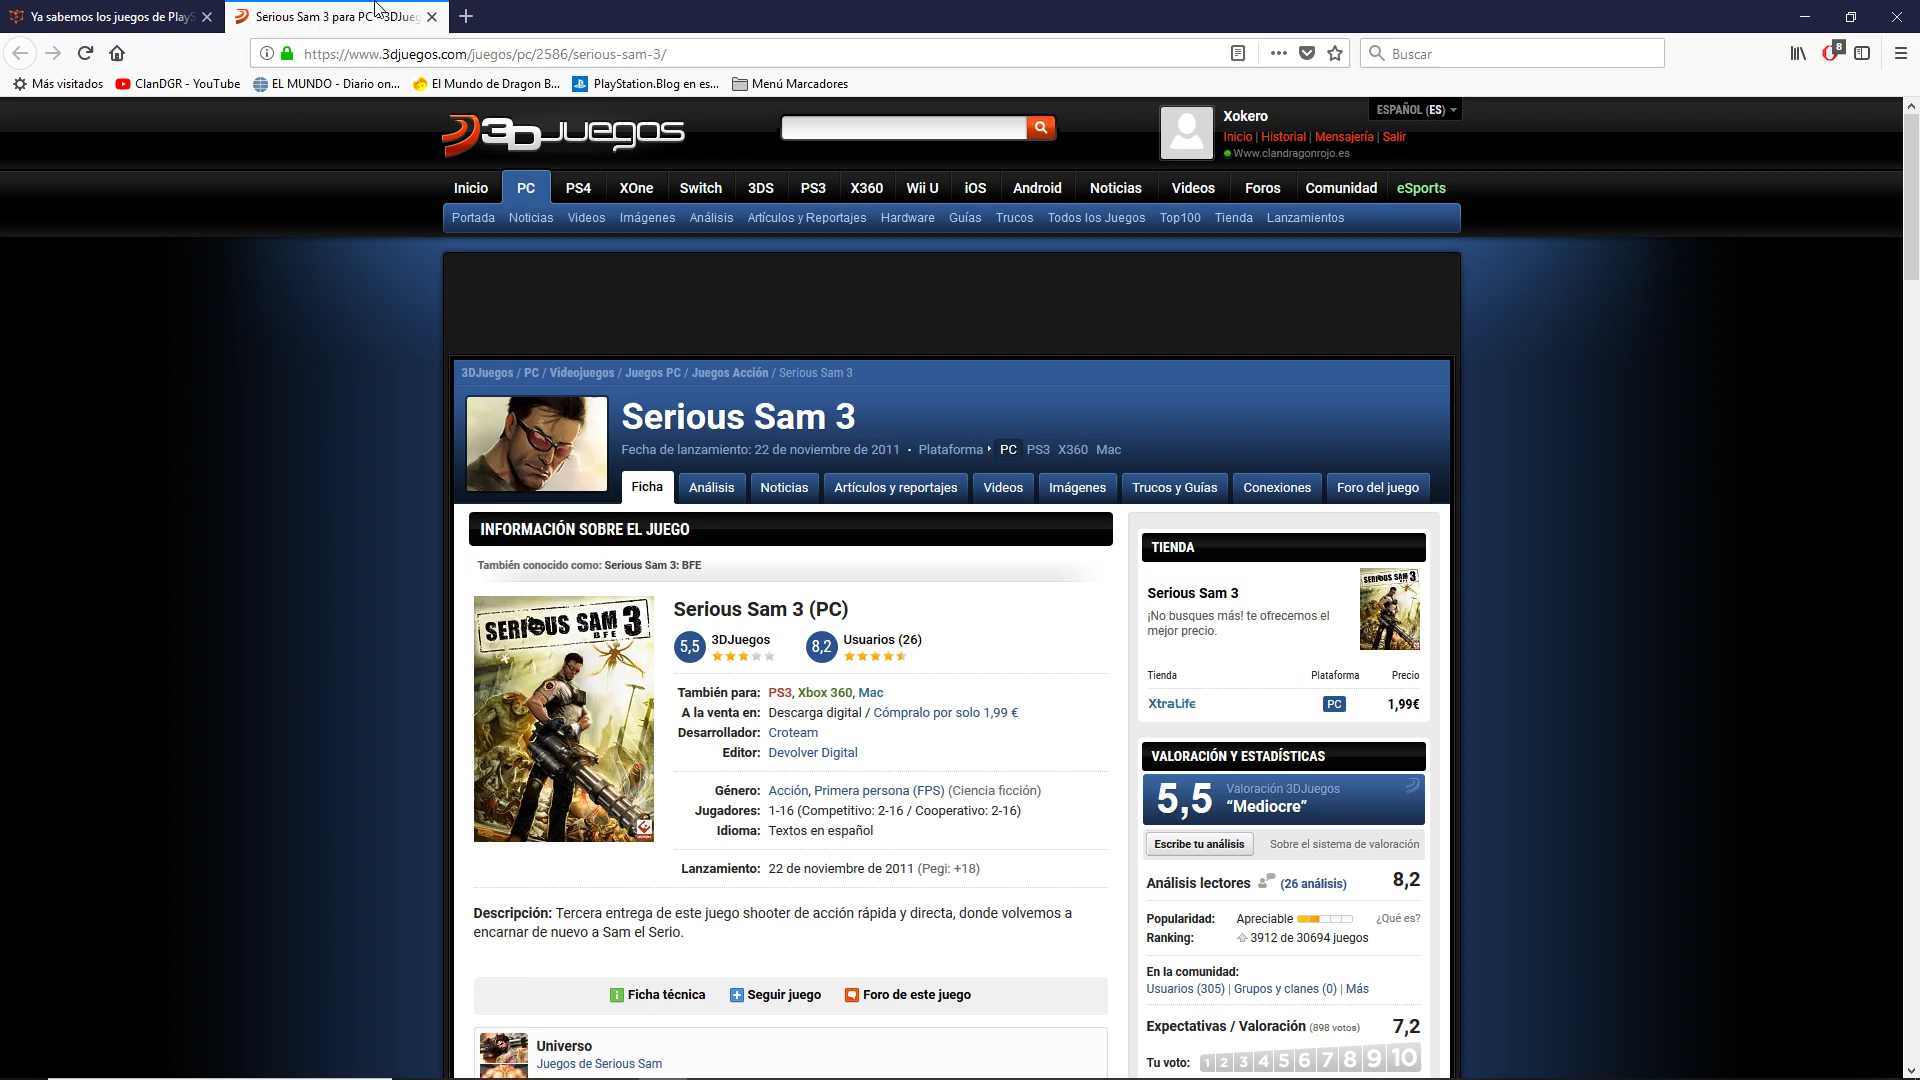 Ya sabemos los juegos de PlayS
Serious Sam 3 para PC - 3DJueg
https://www.3djuegos.com/juegos/pc/2586/serious-sam-3/
Buscar
8
Más visitados
ClanDGR - YouTube
EL MUNDO - Diario on...
El Mundo de Dragon B...
PlayStation.Blog en es...
Menú Marcadores
3DJUEGOS
Xokero
ESPAÑOL (ES)
Inicio | Historial | Mensajería | Salir
Www.clandragonrojo.es
Inicio PC PS4 XOne Switch 3DS PS3 X360 Wii U iOS Android Noticias Videos Foros Comunidad eSports
Portada Noticias Videos Imágenes Análisis Artículos y Reportajes Hardware Guías Trucos Todos los Juegos Top100 Tienda Lanzamientos
3DJuegos / PC / Videojuegos / Juegos PC / Juegos Acción / Serious Sam 3
Serious Sam 3
Fecha de lanzamiento: 22 de noviembre de 2011 · Plataforma PC PS3 X360 Mac
Ficha Análisis Noticias Artículos y reportajes Videos Imágenes Trucos y Guías Conexiones Foro del juego
INFORMACIÓN SOBRE EL JUEGO
También conocido como: Serious Sam 3: BFE
SERIOUS SAM 3
BFE
Serious Sam 3 (PC)
5,5 3DJuegos
8,2 Usuarios (26)
También para: PS3, Xbox 360, Mac
A la venta en: Descarga digital / Cómpralo por solo 1,99 €
Desarrollador: Croteam
Editor: Devolver Digital
Género: Acción, Primera persona (FPS) (Ciencia ficción)
Jugadores: 1-16 (Competitivo: 2-16 / Cooperativo: 2-16)
Idioma: Textos en español
Lanzamiento: 22 de noviembre de 2011 (Pegi: +18)
Descripción: Tercera entrega de este juego shooter de acción rápida y directa, donde volvemos a
encarnar de nuevo a Sam el Serio.
Ficha técnica
Seguir juego
Foro de este juego
Universo
Juegos de Serious Sam
TIENDA
Serious Sam 3
¡No busques más! te ofrecemos el
mejor precio.
SERIOUS SAM 3
Tienda Plataforma Precio
XtraLife PC 1,99€
VALORACIÓN Y ESTADÍSTICAS
5,5 Valoración 3DJuegos
“Mediocre”
Escribe tu análisis Sobre el sistema de valoración
Análisis lectores (26 análisis) 8,2
Popularidad: Apreciable ¿Qué es?
Ranking: 3912 de 30694 juegos
En la comunidad:
Usuarios (305) | Grupos y clanes (0) | Más
Expectativas / Valoración (898 votos) 7,2
Tu voto: 1 2 3 4 5 6 7 8 9 10